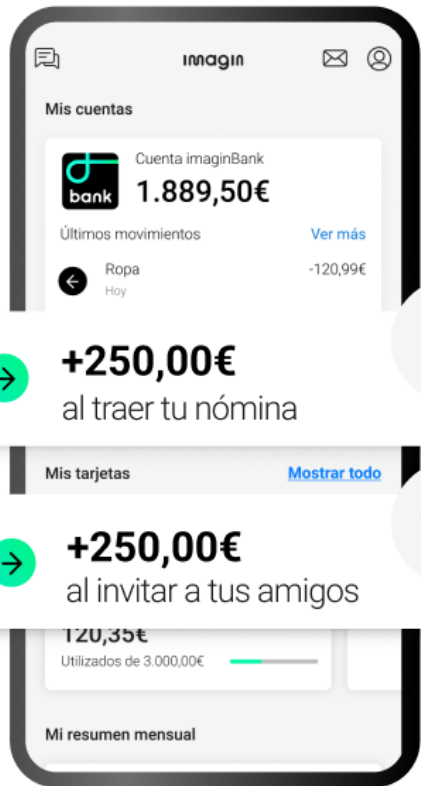 imagin
Mis cuentas
Cuenta imaginBank
bank
1.889,50€
Últimos movimientos Ver más
Ropa -120,99€
Hoy
+250,00€
al traer tu nómina
Mis tarjetas Mostrar todo
+250,00€
al invitar a tus amigos
120,35€
Utilizados de 3.000,00€
Mi resumen mensual